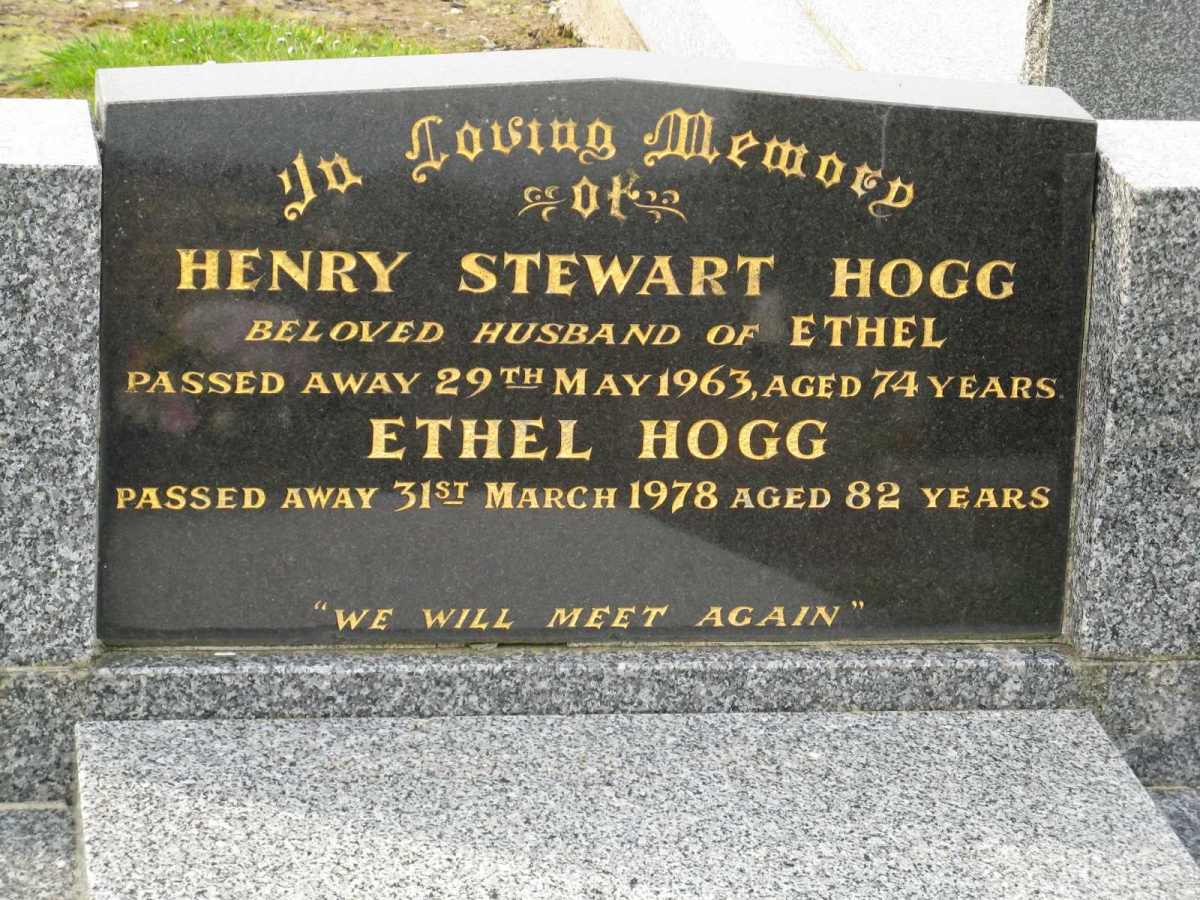 In Loving Memory
of
HENRY STEWART HOGG
BELOVED HUSBAND OF ETHEL
PASSED AWAY 29TH MAY 1963, AGED 74 YEARS
ETHEL HOGG
PASSED AWAY 31ST MARCH 1978 AGED 82 YEARS
"WE WILL MEET AGAIN"